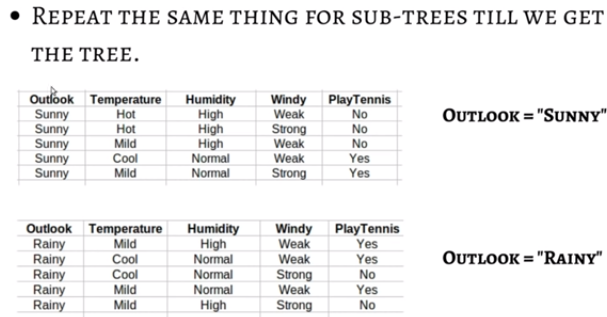 • Repeat the same thing for sub-trees till we get
the tree.
Outlook Temperature Humidity Windy PlayTennis
Sunny Hot High Weak No
Sunny Hot High Strong No
Sunny Mild High Weak No
Sunny Cool Normal Weak Yes
Sunny Mild Normal Strong Yes
Outlook = "Sunny"
Outlook Temperature Humidity Windy PlayTennis
Rainy Mild High Weak Yes
Rainy Cool Normal Weak Yes
Rainy Cool Normal Strong No
Rainy Mild Normal Weak Yes
Rainy Mild High Strong No
Outlook = "Rainy"